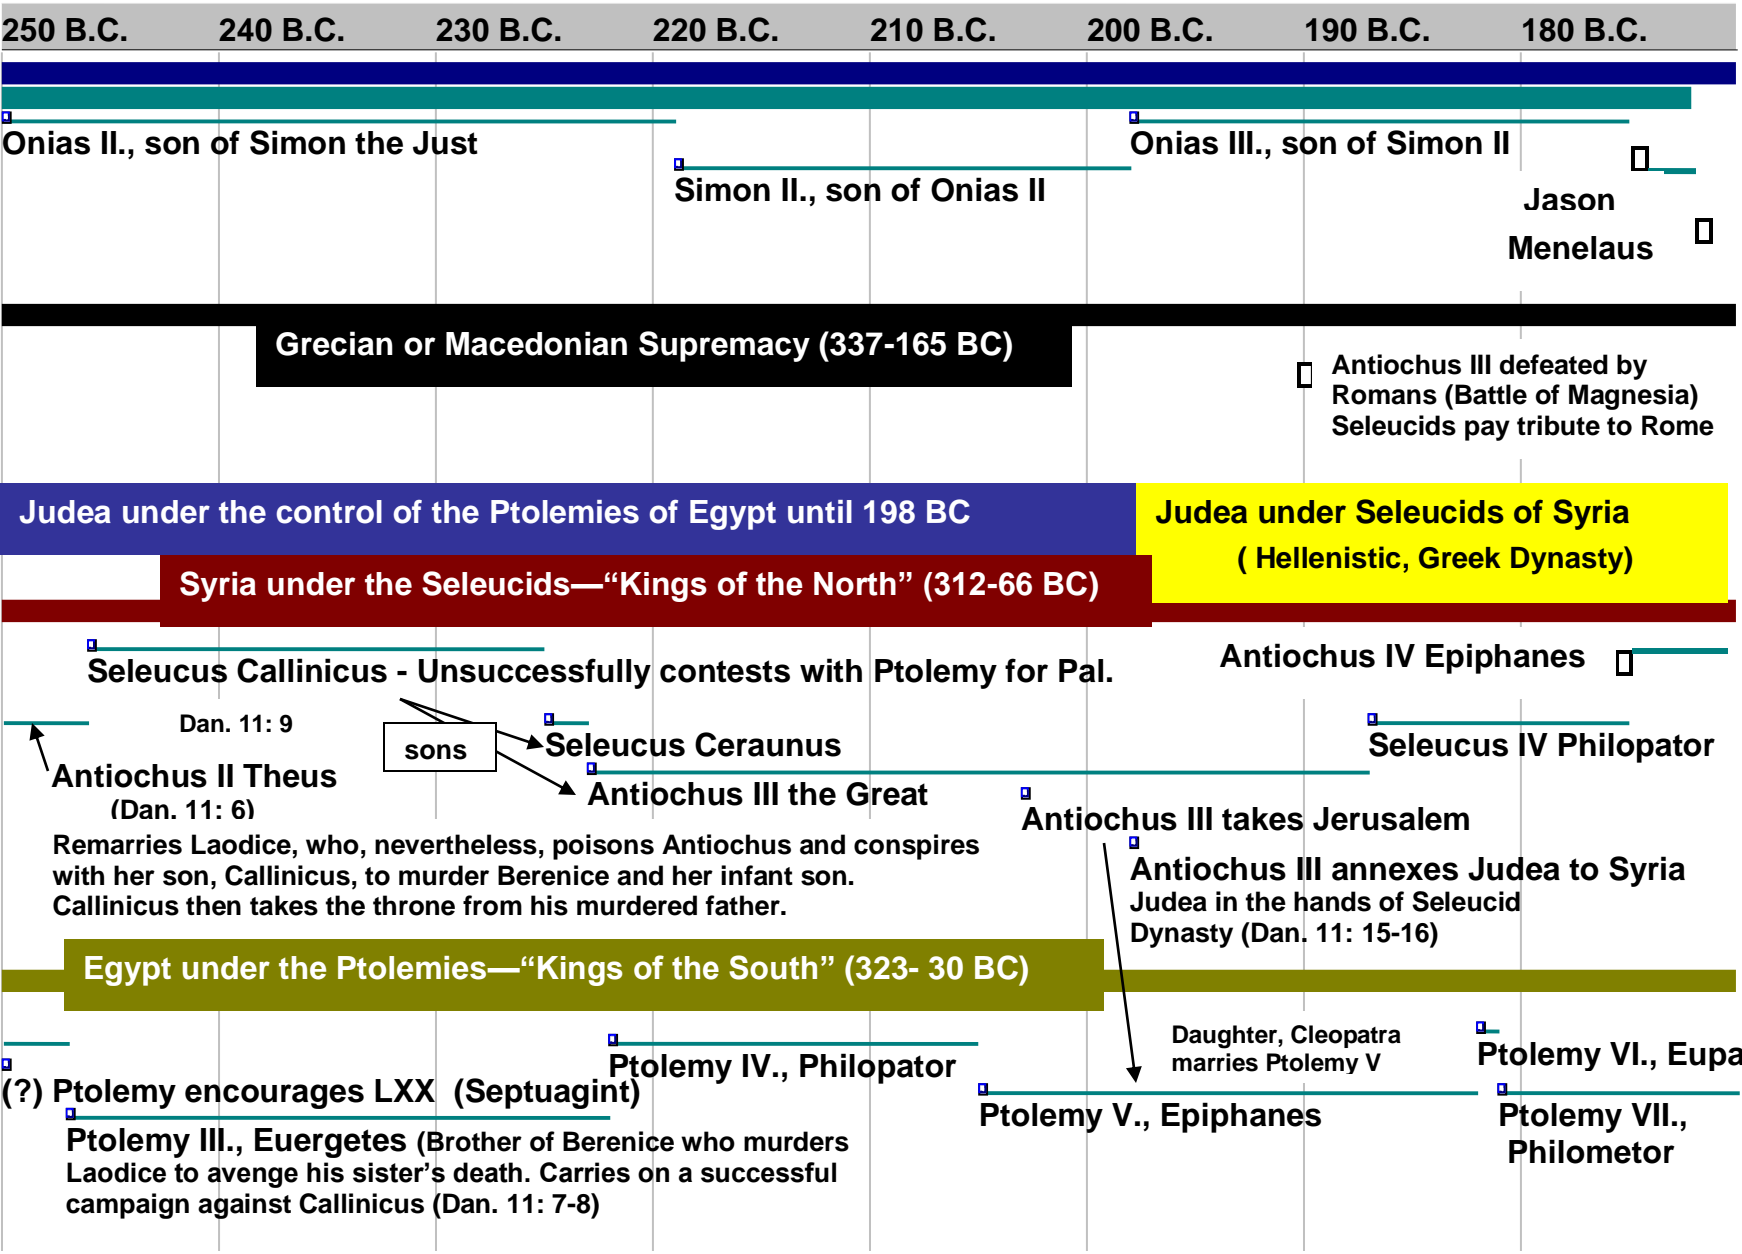 250 B.C. 240 B.C. 230 B.C. 220 B.C. 210 B.C. 200 B.C. 190 B.C. 180 B.C.
Onias II., son of Simon the Just
Onias III., son of Simon II
Simon II., son of Onias II
Jason
Menelaus
Grecian or Macedonian Supremacy (337-165 BC)
Antiochus III defeated by
Romans (Battle of Magnesia)
Seleucids pay tribute to Rome
Judea under the control of the Ptolemies of Egypt until 198 BC
Judea under Seleucids of Syria
( Hellenistic, Greek Dynasty)
Syria under the Seleucids—“Kings of the North” (312-66 BC)
Antiochus IV Epiphanes
Seleucus Callinicus - Unsuccessfully contests with Ptolemy for Pal.
Dan. 11: 9
sons
Seleucus Ceraunus
Seleucus IV Philopator
Antiochus II Theus
(Dan. 11: 6)
Antiochus III the Great
Antiochus III takes Jerusalem
Remarries Laodice, who, nevertheless, poisons Antiochus and conspires
with her son, Callinicus, to murder Berenice and her infant son.
Callinicus then takes the throne from his murdered father.
Antiochus III annexes Judea to Syria
Judea in the hands of Seleucid
Dynasty (Dan. 11: 15-16)
Egypt under the Ptolemies—“Kings of the South” (323- 30 BC)
Daughter, Cleopatra
marries Ptolemy V
Ptolemy IV., Philopator
Ptolemy VI., Eupa
(?) Ptolemy encourages LXX (Septuagint)
Ptolemy V., Epiphanes
Ptolemy VII.,
Philometor
Ptolemy III., Euergetes (Brother of Berenice who murders
Laodice to avenge his sister’s death. Carries on a successful
campaign against Callinicus (Dan. 11: 7-8)